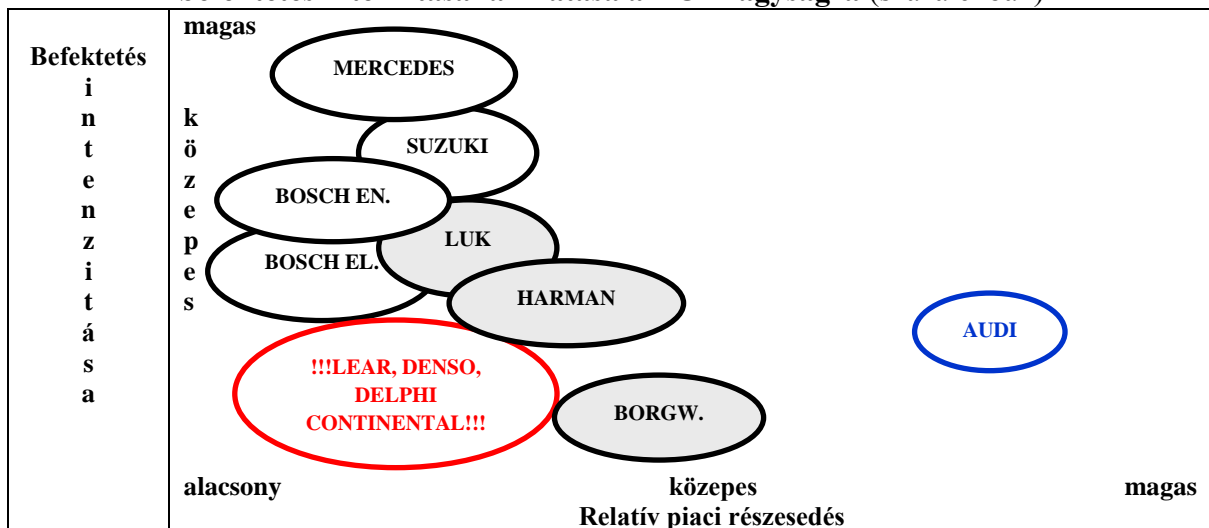 magas
Befektetés
i
n
t
e
n
z
i
t
á
s
a
k
ö
z
e
p
e
s
MERCEDES
SUZUKI
BOSCH EN.
LUK
BOSCH EL.
HARMAN
AUDI
!!!LEAR, DENSO,
DELPHI
CONTINENTAL!!!
BORGW.
alacsony közepes magas
Relatív piaci részesedés